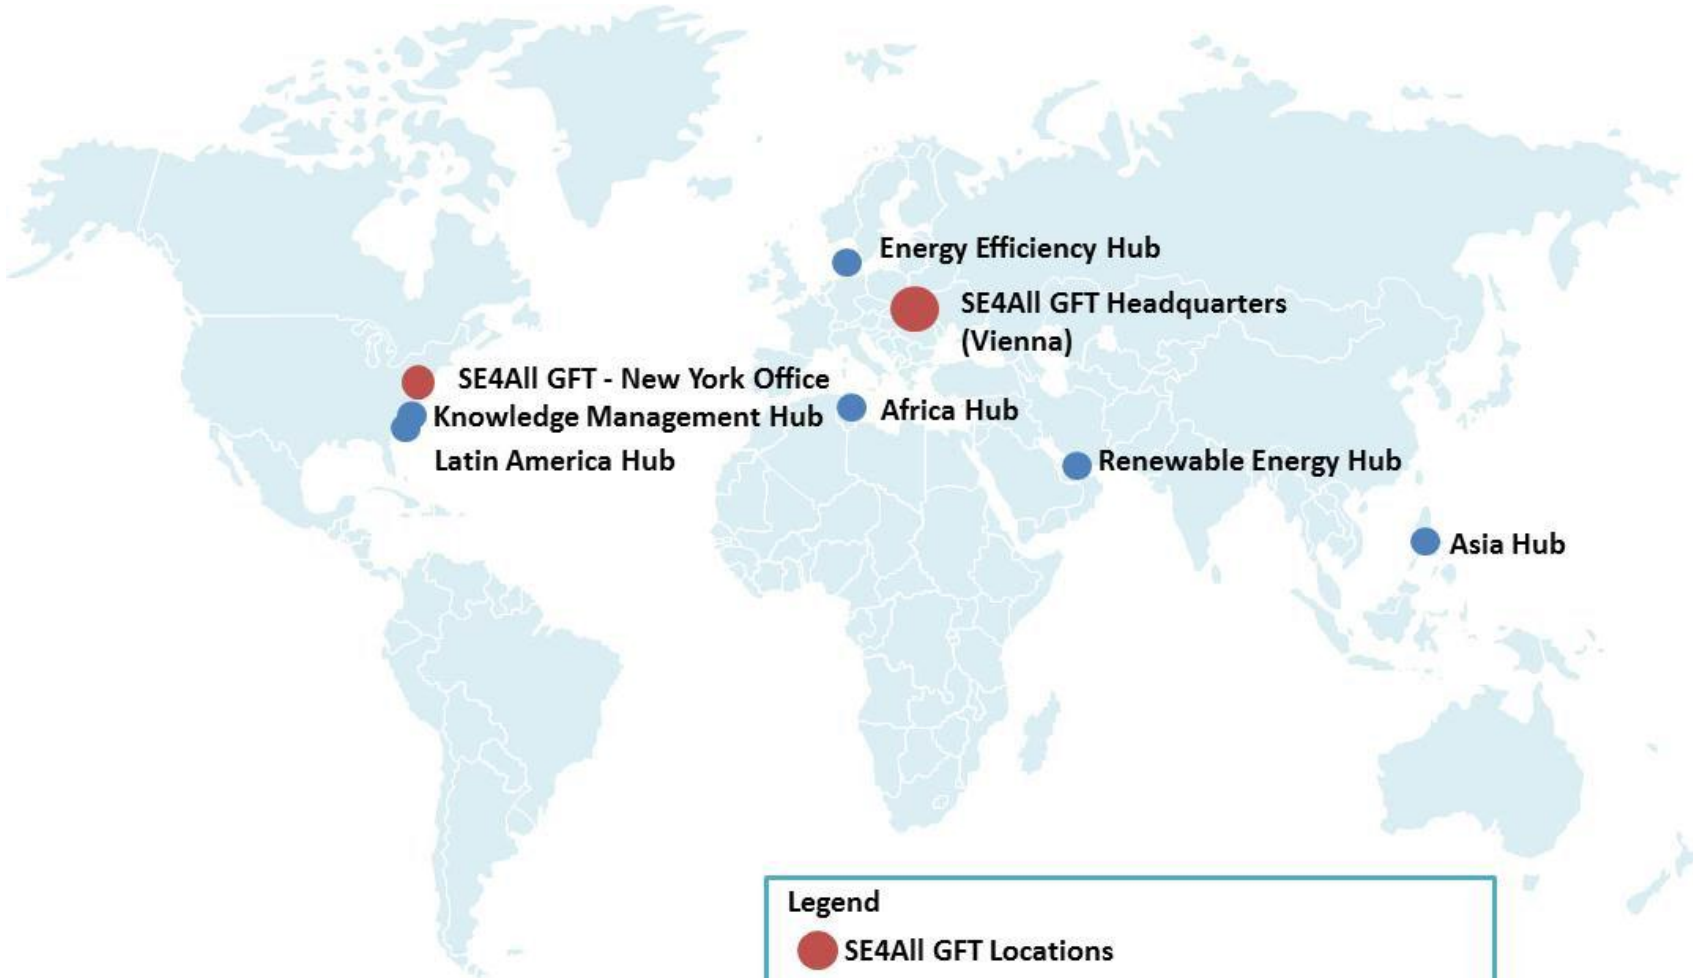 Energy Efficiency Hub
SE4All GFT Headquarters
(Vienna)
SE4All GFT - New York Office
Knowledge Management Hub
Africa Hub
Latin America Hub
Renewable Energy Hub
Asia Hub
Legend
SE4All GFT Locations